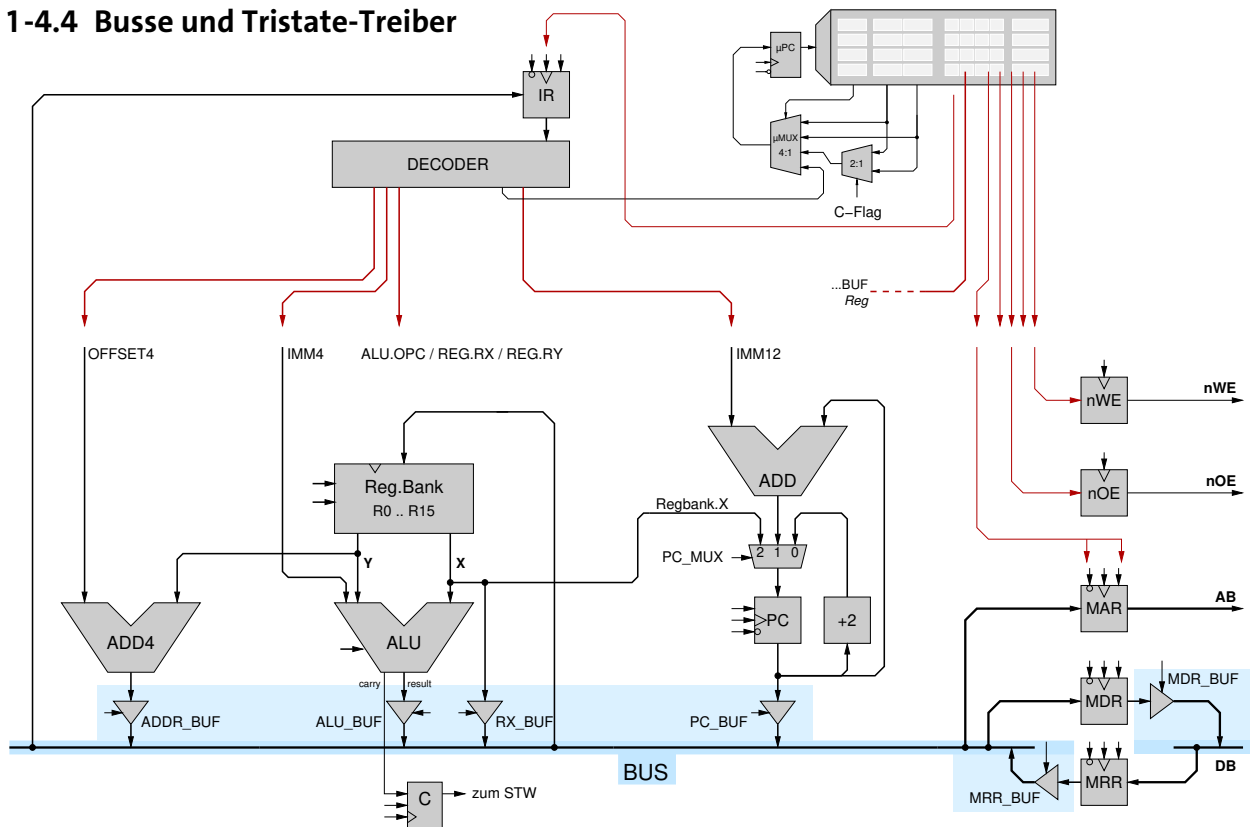 1-4.4 Busse und Tristate-Treiber
µPC
IR
µMUX
4:1
2:1
C−Flag
DECODER
...BUF
Reg
OFFSET4
IMM4
ALU.OPC / REG.RX / REG.RY
IMM12
nWE
nWE
nOE
nOE
Reg.Bank
R0 .. R15
ADD
Regbank.X
PC_MUX
2 1 0
Y
X
PC
+2
MAR
AB
ADD4
ALU
carry
result
MDR
MDR_BUF
ADDR_BUF
ALU_BUF
RX_BUF
PC_BUF
BUS
DB
MRR_BUF
MRR
C
zum STW